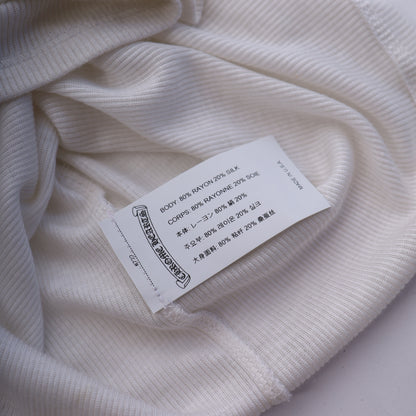 CHROME HEARTS
BODY: 80% RAYON 20% SILK
CORPS: 80% RAYONNE 20% SOIE
本体: レーヨン 80% 絹 20%
주요부: 80% 레이온 20% 실크
大身面料: 80% 粘纤 20% 桑蚕丝
MADE IN U.S.A